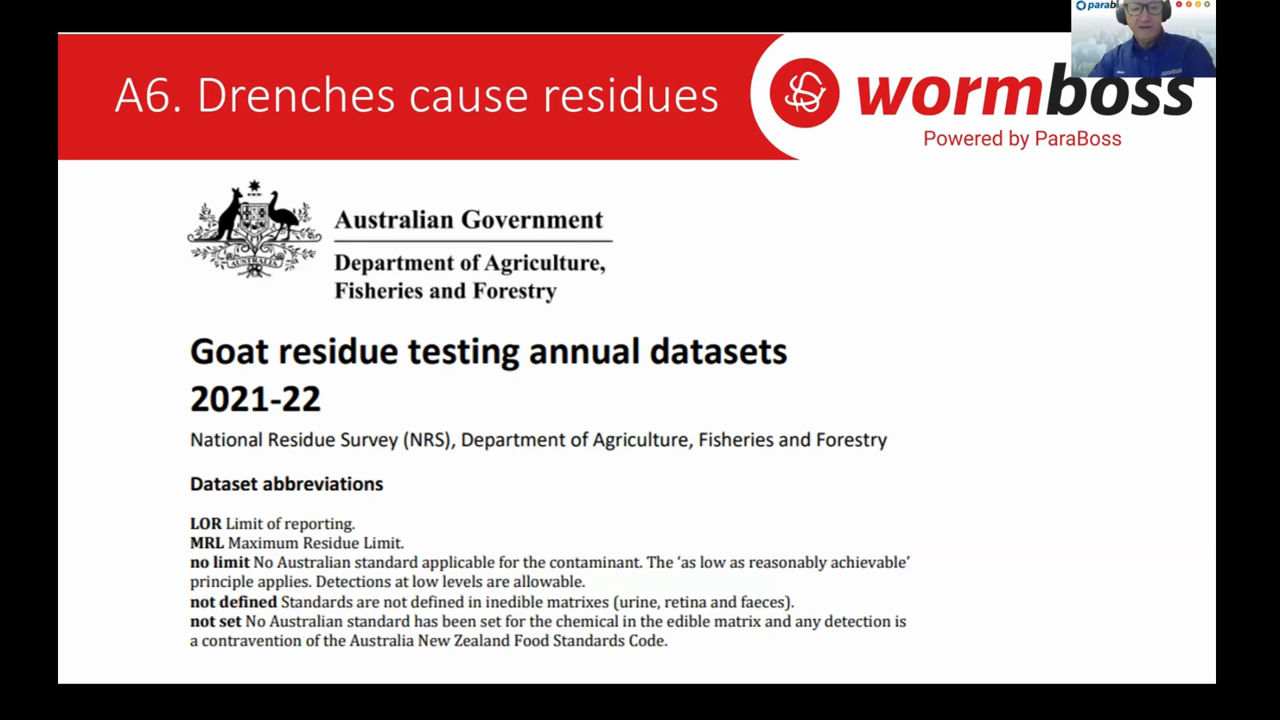 A6. Drenches cause residues
wormboss
Powered by ParaBoss
Australian Government
Department of Agriculture,
Fisheries and Forestry
Goat residue testing annual datasets
2021-22
National Residue Survey (NRS), Department of Agriculture, Fisheries and Forestry
Dataset abbreviations
LOR Limit of reporting.
MRL Maximum Residue Limit.
no limit No Australian standard applicable for the contaminant. The ‘as low as reasonably achievable’
principle applies. Detections at low levels are allowable.
not defined Standards are not defined in inedible matrixes (urine, retina and faeces).
not set No Australian standard has been set for the chemical in the edible matrix and any detection is
a contravention of the Australia New Zealand Food Standards Code.